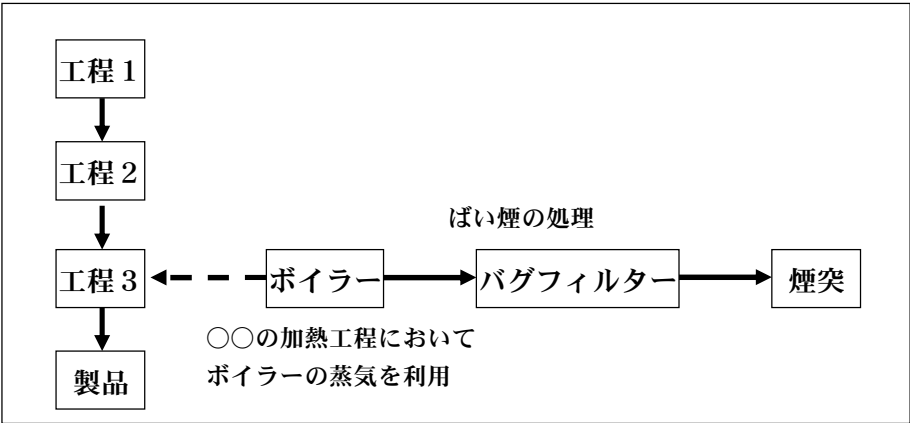 工程１
工程２
ばい煙の処理
工程３
ボイラー
バグフィルター
煙突
〇〇の加熱工程において
ボイラーの蒸気を利用
製品